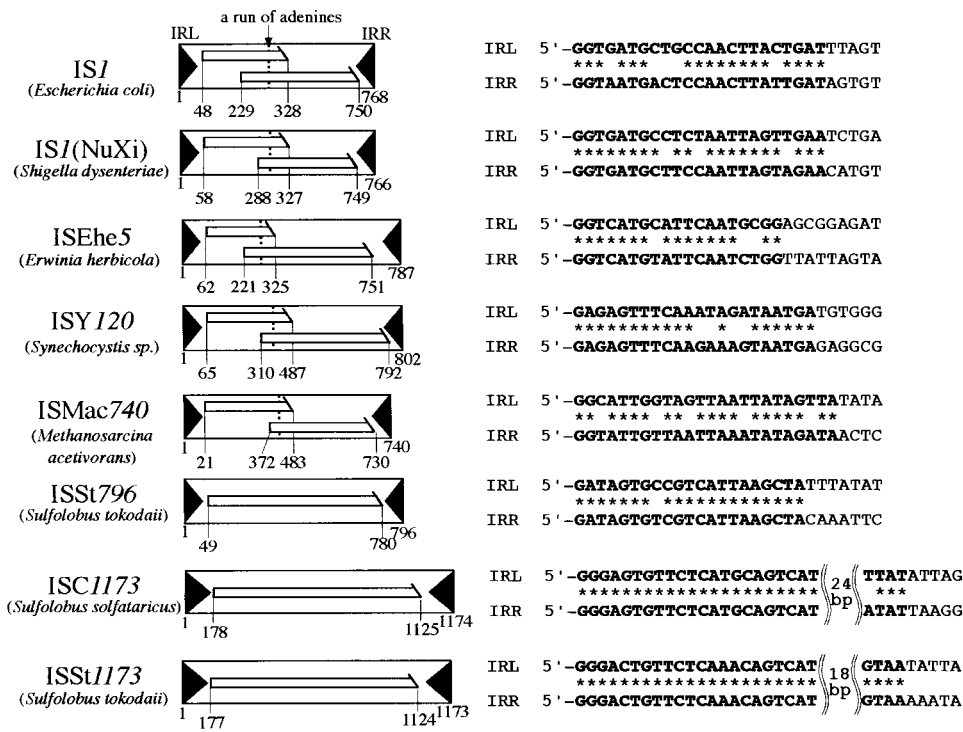 a run of adenines
IRL IRR
IS1
(Escherichia coli)
1 48 229 328 750 768
IRL 5'-GGTGATGCTGCCAACTTACTGATTTAGT
*** *** ******** ****
IRR 5'-GGTAATGACTCCAACTTATTGATAGTGT
IS1(NuXi)
(Shigella dysenteriae)
1 58 288 327 749 766
IRL 5'-GGTGATGCCTCTAATTAGTTGAATCTGA
******** ** ******* ***
IRR 5'-GGTGATGCTTCCAATTAGTAGAACATGT
ISEhe5
(Erwinia herbicola)
1 62 221 325 751 787
IRL 5'-GGTCATGCATTCAATGCGGAGCGGAGAT
******* ******* **
IRR 5'-GGTCATGTATTCAATCTGGTTATTAGTA
ISY120
(Synechocystis sp.)
1 65 310 487 792 802
IRL 5'-GAGAGTTTCAAATAGATAATGATGTGGG
*********** * ******
IRR 5'-GAGAGTTTCAAGAAAGTAATGAGAGGCG
ISMac740
(Methanosarcina
acetivorans)
1 21 372 483 730 740
IRL 5'-GGCATTGGTAGTTAATTATAGTTATATA
** **** ** **** ***** **
IRR 5'-GGTATTGTTAATTAAATATAGATAACTC
ISSt796
(Sulfolobus tokodaii)
1 49 780 796
IRL 5'-GATAGTGCCGTCATTAAGCTATTTATAT
******* *************
IRR 5'-GATAGTGTCGTCATTAAGCTACAAATTC
ISC1173
(Sulfolobus solfataricus)
1 178 1125 1174
IRL 5'-GGGAGTGTTCTCATGCAGTCAT 24 bp TTATATTAG
*********************** ***
IRR 5'-GGGAGTGTTCTCATGCAGTCAT ATATTAAGG
ISSt1173
(Sulfolobus tokodaii)
1 177 1124 1173
IRL 5'-GGGACTGTTCTCAAACAGTCAT 18 bp GTAATATTA
*********************** ****
IRR 5'-GGGACTGTTCTCAAACAGTCAT GTAAAAATA